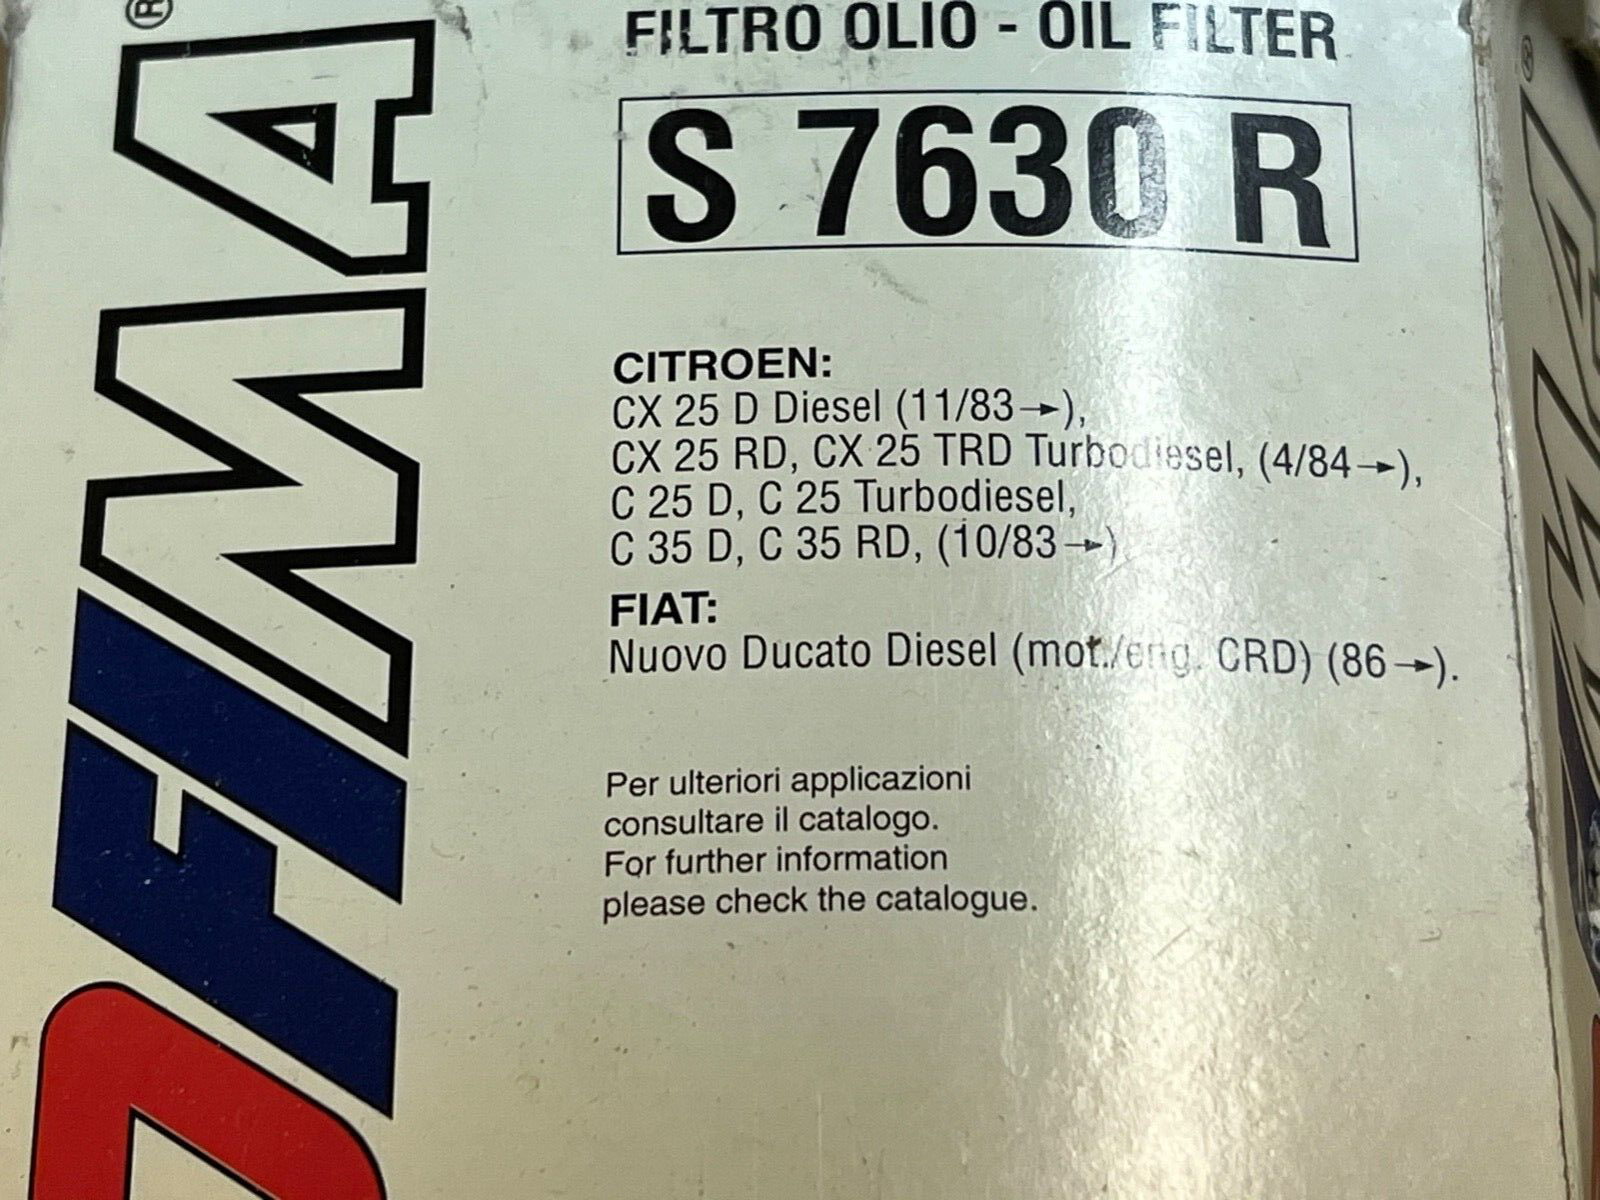 FILTRO OLIO - OIL FILTER
S 7630 R
CITROEN:
CX 25 D Diesel (11/83→),
CX 25 RD, CX 25 TRD Turbodiesel, (4/84→),
C 25 D, C 25 Turbodiesel,
C 35 D, C 35 RD, (10/83→)
FIAT:
Nuovo Ducato Diesel (mot./eng. CRD) (86→).
Per ulteriori applicazioni
consultare il catalogo.
For further information
please check the catalogue.
FIMA®